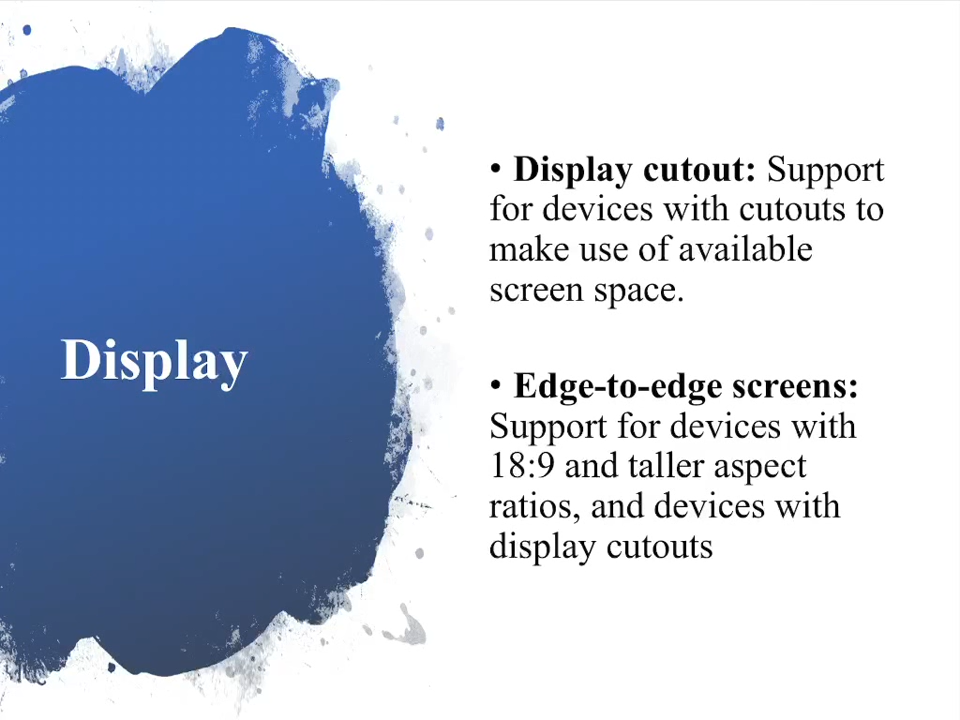 Display
• Display cutout: Support
for devices with cutouts to
make use of available
screen space.
• Edge-to-edge screens:
Support for devices with
18:9 and taller aspect
ratios, and devices with
display cutouts